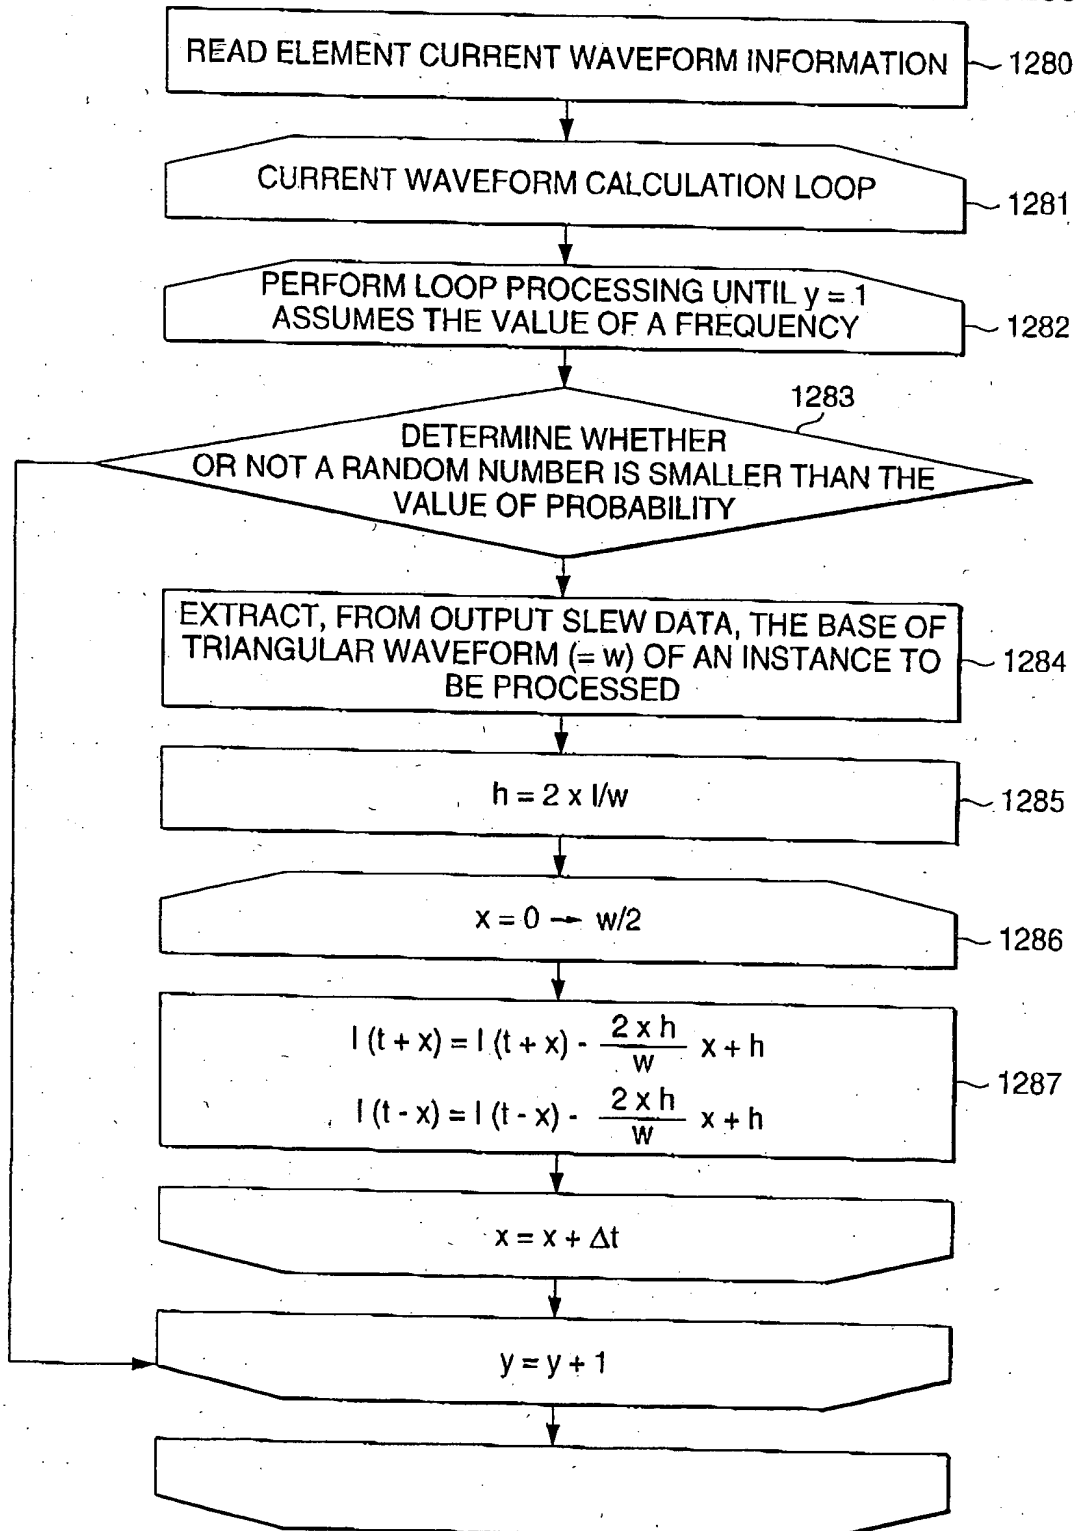 READ ELEMENT CURRENT WAVEFORM INFORMATION
1280
CURRENT WAVEFORM CALCULATION LOOP
1281
PERFORM LOOP PROCESSING UNTIL y = 1
ASSUMES THE VALUE OF A FREQUENCY
1282
1283
DETERMINE WHETHER
OR NOT A RANDOM NUMBER IS SMALLER THAN THE
VALUE OF PROBABILITY
EXTRACT, FROM OUTPUT SLEW DATA, THE BASE OF
TRIANGULAR WAVEFORM (= w) OF AN INSTANCE TO
BE PROCESSED
1284
h = 2 x I/w
1285
x = 0 → w/2
1286
I (t + x) = I (t + x) - 2 x h / w x + h
I (t - x) = I (t - x) - 2 x h / w x + h
1287
x = x + Δt
y = y + 1